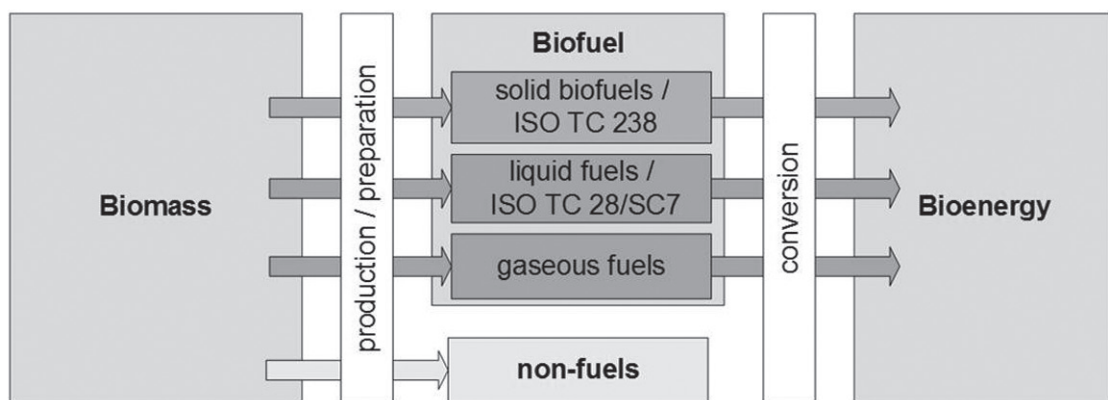 Biomass
production / preparation
Biofuel
solid biofuels /
ISO TC 238
liquid fuels /
ISO TC 28/SC7
gaseous fuels
non-fuels
conversion
Bioenergy